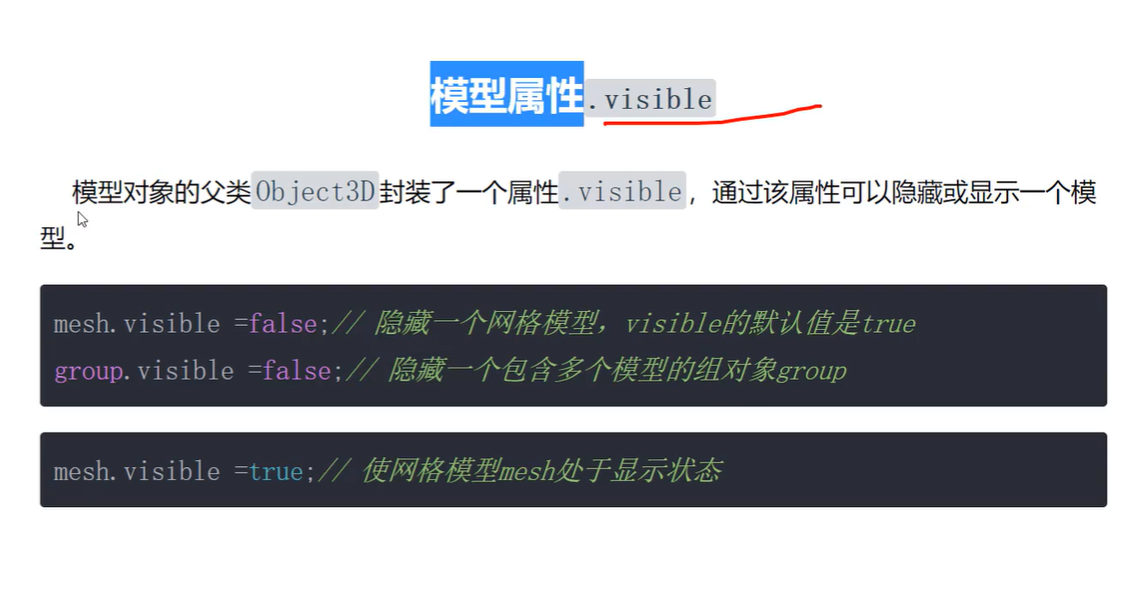 模型属性.visible
模型对象的父类Object3D封装了一个属性.visible，通过该属性可以隐藏或显示一个模
型。
mesh.visible =false;// 隐藏一个网格模型，visible的默认值是true
group.visible =false;// 隐藏一个包含多个模型的组对象group
mesh.visible =true;// 使网格模型mesh处于显示状态